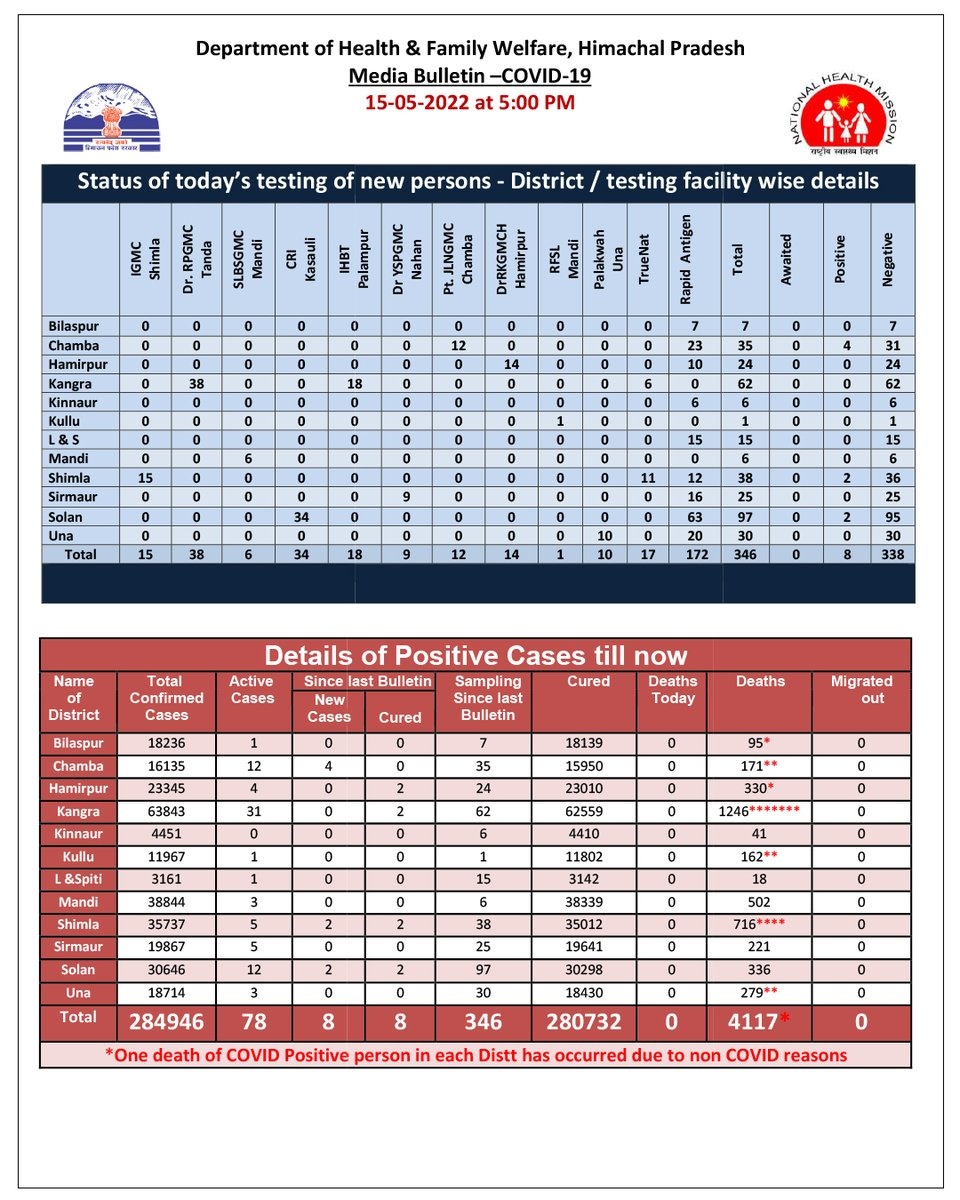 Department of Health & Family Welfare, Himachal Pradesh
Media Bulletin –COVID-19
15-05-2022 at 5:00 PM
सत्यमेव जयते
हिमाचल प्रदेश सरकार
NATIONAL HEALTH MISSION
राष्ट्रीय स्वास्थ्य मिशन
Status of today’s testing of new persons - District / testing facility wise details
IGMC Shimla Dr. RPGMC Tanda SLBSGMC Mandi CRI Kasauli IHBT Palampur Dr YSPGMC Nahan Pt. JLNGMC Chamba DrRKGMCH Hamirpur RFSL Mandi Palakwah Una TrueNat Rapid Antigen Total Awaited Positive Negative
Bilaspur 0 0 0 0 0 0 0 0 0 0 0 7 7 0 0 7
Chamba 0 0 0 0 0 0 12 0 0 0 0 23 35 0 4 31
Hamirpur 0 0 0 0 0 0 0 14 0 0 0 10 24 0 0 24
Kangra 0 38 0 0 18 0 0 0 0 0 6 0 62 0 0 62
Kinnaur 0 0 0 0 0 0 0 0 0 0 0 6 6 0 0 6
Kullu 0 0 0 0 0 0 0 0 1 0 0 0 1 0 0 1
L & S 0 0 0 0 0 0 0 0 0 0 0 15 15 0 0 15
Mandi 0 0 6 0 0 0 0 0 0 0 0 0 6 0 0 6
Shimla 15 0 0 0 0 0 0 0 0 0 11 12 38 0 2 36
Sirmaur 0 0 0 0 0 9 0 0 0 0 0 16 25 0 0 25
Solan 0 0 0 34 0 0 0 0 0 0 0 63 97 0 2 95
Una 0 0 0 0 0 0 0 0 0 10 0 20 30 0 0 30
Total 15 38 6 34 18 9 12 14 1 10 17 172 346 0 8 338
Details of Positive Cases till now
Name of District Total Confirmed Cases Active Cases Since last Bulletin New Cases Cured Sampling Since last Bulletin Cured Deaths Today Deaths Migrated out
Bilaspur 18236 1 0 0 7 18139 0 95* 0
Chamba 16135 12 4 0 35 15950 0 171** 0
Hamirpur 23345 4 0 2 24 23010 0 330* 0
Kangra 63843 31 0 2 62 62559 0 1246******* 0
Kinnaur 4451 0 0 0 6 4410 0 41 0
Kullu 11967 1 0 0 1 11802 0 162** 0
L &Spiti 3161 1 0 0 15 3142 0 18 0
Mandi 38844 3 0 0 6 38339 0 502 0
Shimla 35737 5 2 2 38 35012 0 716**** 0
Sirmaur 19867 5 0 0 25 19641 0 221 0
Solan 30646 12 2 2 97 30298 0 336 0
Una 18714 3 0 0 30 18430 0 279** 0
Total 284946 78 8 8 346 280732 0 4117* 0
*One death of COVID Positive person in each Distt has occurred due to non COVID reasons